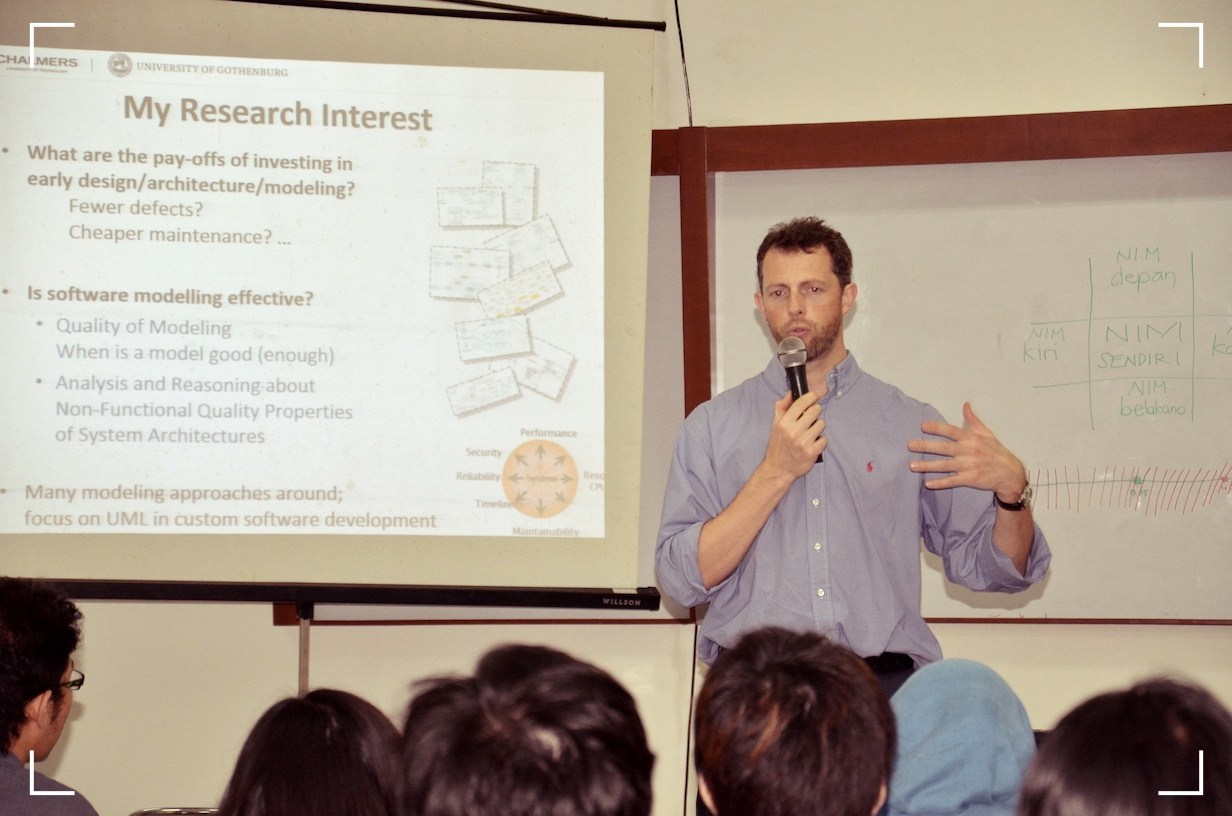 CHALMERS
UNIVERSITY OF GOTHENBURG
My Research Interest
• What are the pay-offs of investing in
early design/architecture/modeling?
Fewer defects?
Cheaper maintenance? ...
• Is software modelling effective?
• Quality of Modeling
When is a model good (enough)
• Analysis and Reasoning about
Non-Functional Quality Properties
of System Architectures
• Many modeling approaches around;
focus on UML in custom software development
Performance
Security
Reliability
System
Maintainability
WILLSON
NIM
depan
NIM
kiri
NIM
SENDIRI
NIM
belakang